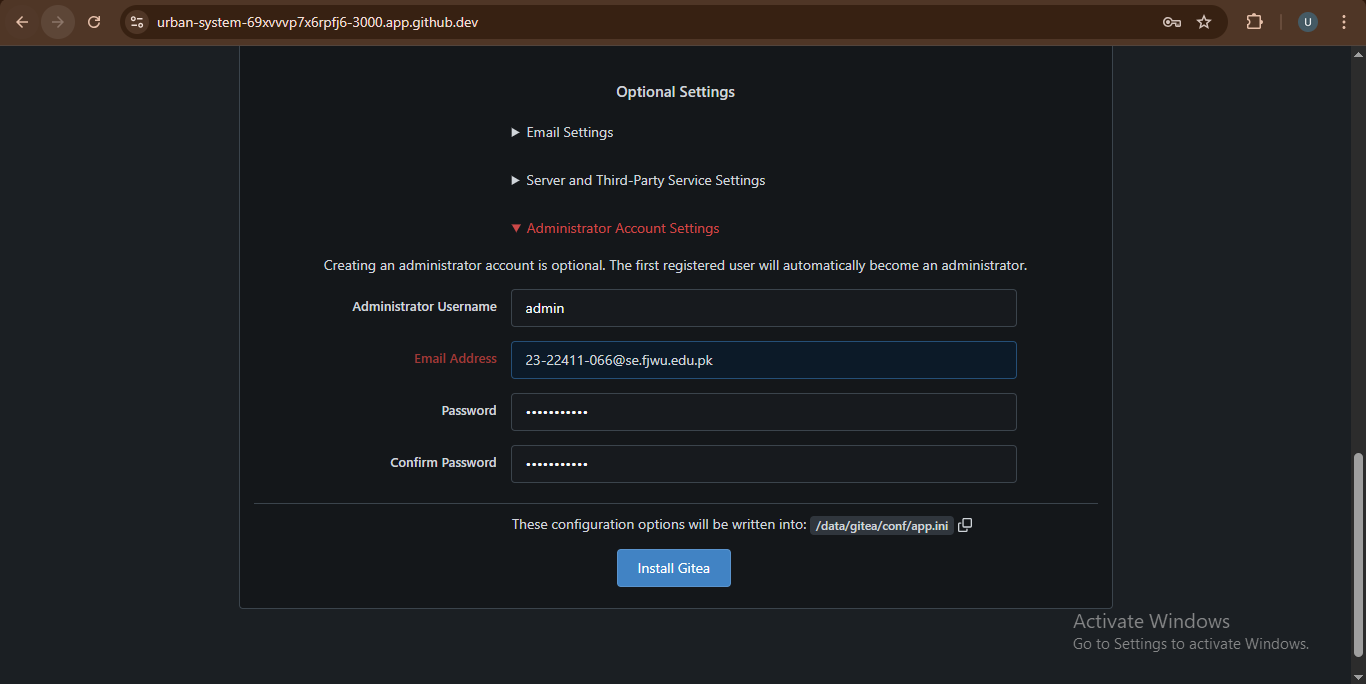 urban-system-69xvvvp7x6rpfj6-3000.app.github.dev
U
Optional Settings
Email Settings
Server and Third-Party Service Settings
Administrator Account Settings
Creating an administrator account is optional. The first registered user will automatically become an administrator.
Administrator Username admin
Email Address 23-22411-066@se.fjwu.edu.pk
Password •••••••••••
Confirm Password •••••••••••
These configuration options will be written into: /data/gitea/conf/app.ini
Install Gitea
Activate Windows
Go to Settings to activate Windows.